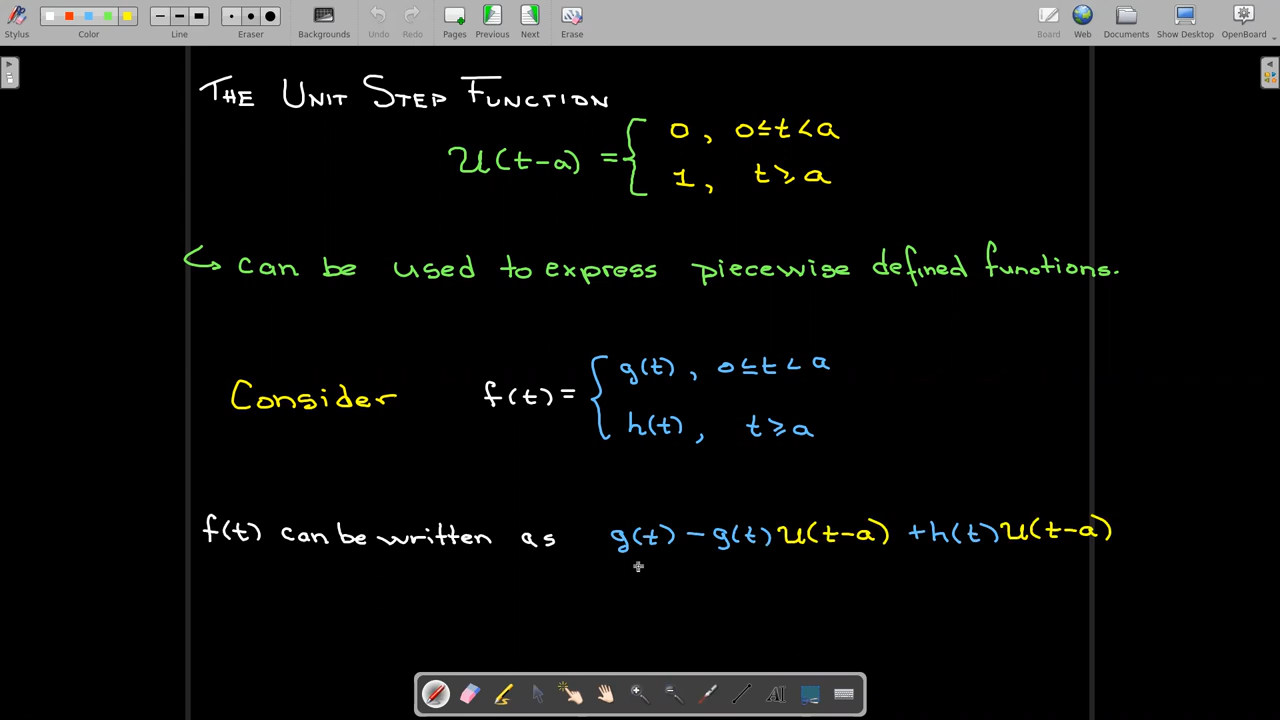 Stylus Color Line Eraser Backgrounds Undo Redo Pages Previous Next Erase Board Web Documents Show Desktop OpenBoard
THE UNIT STEP FUNCTION
𝒰(t-a) = { 0, 0≤t<a
1, t≥a
↪ can be used to express piecewise defined functions.
Consider f(t) = { g(t), 0≤t<a
h(t), t≥a
f(t) can be written as g(t) - g(t)𝒰(t-a) + h(t)𝒰(t-a)
AI